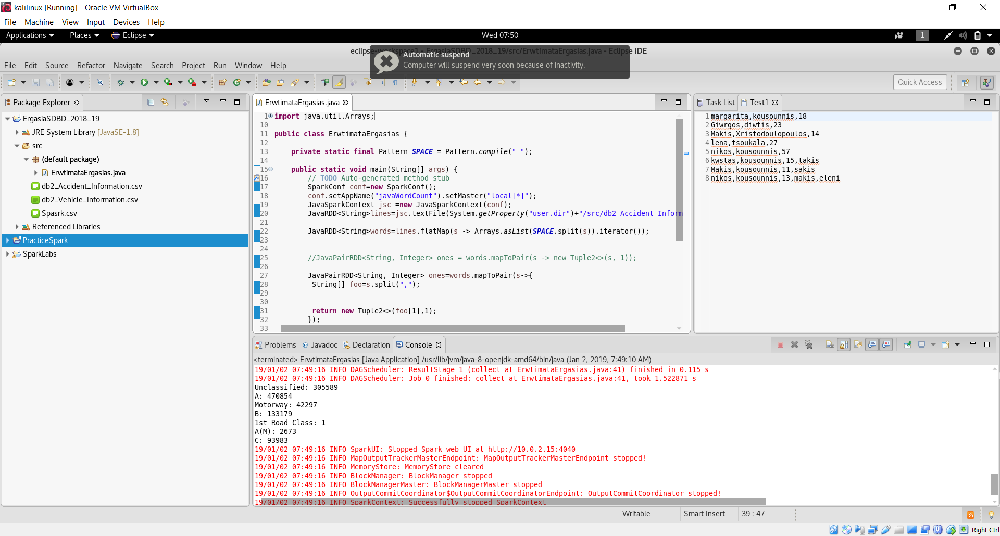 kalilinux [Running] - Oracle VM VirtualBox
File Machine View Input Devices Help
Applications Places Eclipse Wed 07:50 1
eclipse-workspace1 - ErgasiaSDBD_2018_19/src/ErwtimataErgasias.java - Eclipse IDE
Automatic suspend
Computer will suspend very soon because of inactivity.
File Edit Source Refactor Navigate Search Project Run Window Help
Quick Access
Package Explorer
ErgasiaSDBD_2018_19
JRE System Library [JavaSE-1.8]
src
(default package)
ErwtimataErgasias.java
db2_Accident_Information.csv
db2_Vehicle_Information.csv
Spasrk.csv
Referenced Libraries
PracticeSpark
SparkLabs
ErwtimataErgasias.java
1 import java.util.Arrays;
10
11 public class ErwtimataErgasias {
12
13 private static final Pattern SPACE = Pattern.compile(" ");
14
15 public static void main(String[] args) {
16 // TODO Auto-generated method stub
17 SparkConf conf=new SparkConf();
18 conf.setAppName("javaWordCount").setMaster("local[*]");
19 JavaSparkContext jsc =new JavaSparkContext(conf);
20 JavaRDD<String>lines=jsc.textFile(System.getProperty("user.dir")+"/src/db2_Accident_Inform
21
22 JavaRDD<String>words=lines.flatMap(s -> Arrays.asList(SPACE.split(s)).iterator());
23
24
25 //JavaPairRDD<String, Integer> ones = words.mapToPair(s -> new Tuple2<>(s, 1));
26
27 JavaPairRDD<String, Integer> ones=words.mapToPair(s->{
28 String[] foo=s.split(",");
29
30
31 return new Tuple2<>(foo[1],1);
32 });
33
Task List Test1
1 margarita,kousounnis,18
2 Giwrgos,diwtis,23
3 Makis,Xristodoulopoulos,14
4 lena,tsoukala,27
5 nikos,kousounnis,57
6 kwstas,kousounnis,15,takis
7 Makis,kousounnis,11,sakis
8 nikos,kousounnis,13,makis,eleni
Problems Javadoc Declaration Console
<terminated> ErwtimataErgasias [Java Application] /usr/lib/jvm/java-8-openjdk-amd64/bin/java (Jan 2, 2019, 7:49:10 AM)
19/01/02 07:49:16 INFO DAGScheduler: ResultStage 1 (collect at ErwtimataErgasias.java:41) finished in 0.115 s
19/01/02 07:49:16 INFO DAGScheduler: Job 0 finished: collect at ErwtimataErgasias.java:41, took 1.522871 s
Unclassified: 305589
A: 470854
Motorway: 42297
B: 133179
1st_Road_Class: 1
A(M): 2673
C: 93983
19/01/02 07:49:16 INFO SparkUI: Stopped Spark web UI at http://10.0.2.15:4040
19/01/02 07:49:16 INFO MapOutputTrackerMasterEndpoint: MapOutputTrackerMasterEndpoint stopped!
19/01/02 07:49:16 INFO MemoryStore: MemoryStore cleared
19/01/02 07:49:16 INFO BlockManager: BlockManager stopped
19/01/02 07:49:16 INFO BlockManagerMaster: BlockManagerMaster stopped
19/01/02 07:49:16 INFO OutputCommitCoordinator$OutputCommitCoordinatorEndpoint: OutputCommitCoordinator stopped!
19/01/02 07:49:16 INFO SparkContext: Successfully stopped SparkContext
Writable Smart Insert 39 : 47
Right Ctrl